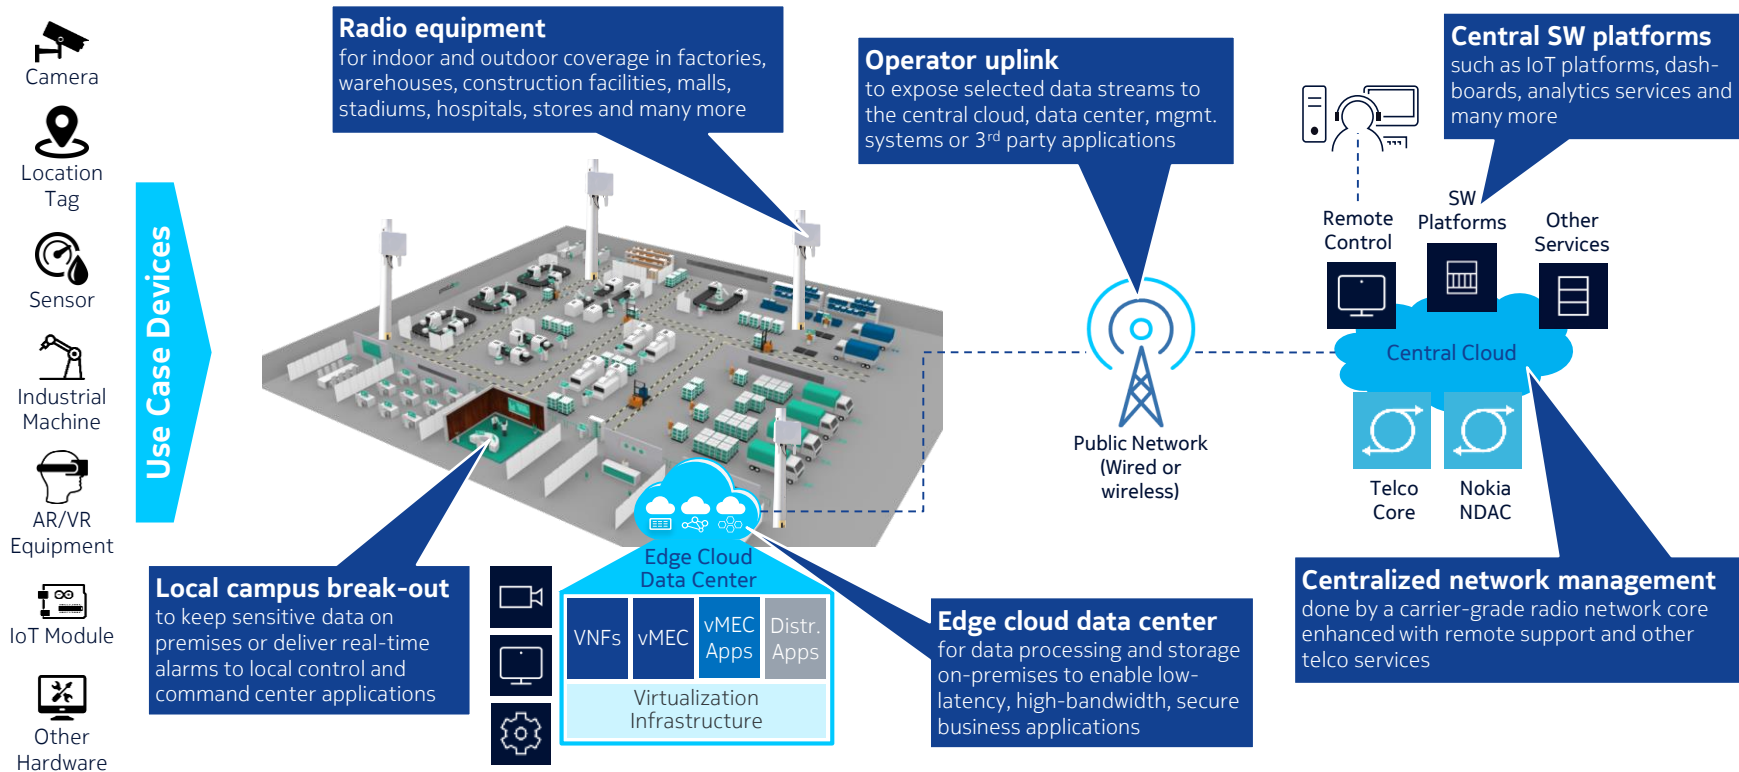 Camera
Location
Tag
Sensor
Industrial
Machine
AR/VR
Equipment
IoT Module
Other
Hardware
Use Case Devices
Radio equipment
for indoor and outdoor coverage in factories,
warehouses, construction facilities, malls,
stadiums, hospitals, stores and many more
Operator uplink
to expose selected data streams to
the central cloud, data center, mgmt.
systems or 3rd party applications
Central SW platforms
such as IoT platforms, dash-
boards, analytics services and
many more
Remote
Control
SW
Platforms
Other
Services
Central Cloud
Telco
Core
Nokia
NDAC
Public Network
(Wired or
wireless)
Local campus break-out
to keep sensitive data on
premises or deliver real-time
alarms to local control and
command center applications
Edge Cloud
Data Center
VNFs
vMEC
vMEC
Apps
Distr.
Apps
Virtualization
Infrastructure
Edge cloud data center
for data processing and storage
on-premises to enable low-
latency, high-bandwidth, secure
business applications
Centralized network management
done by a carrier-grade radio network core
enhanced with remote support and other
telco services